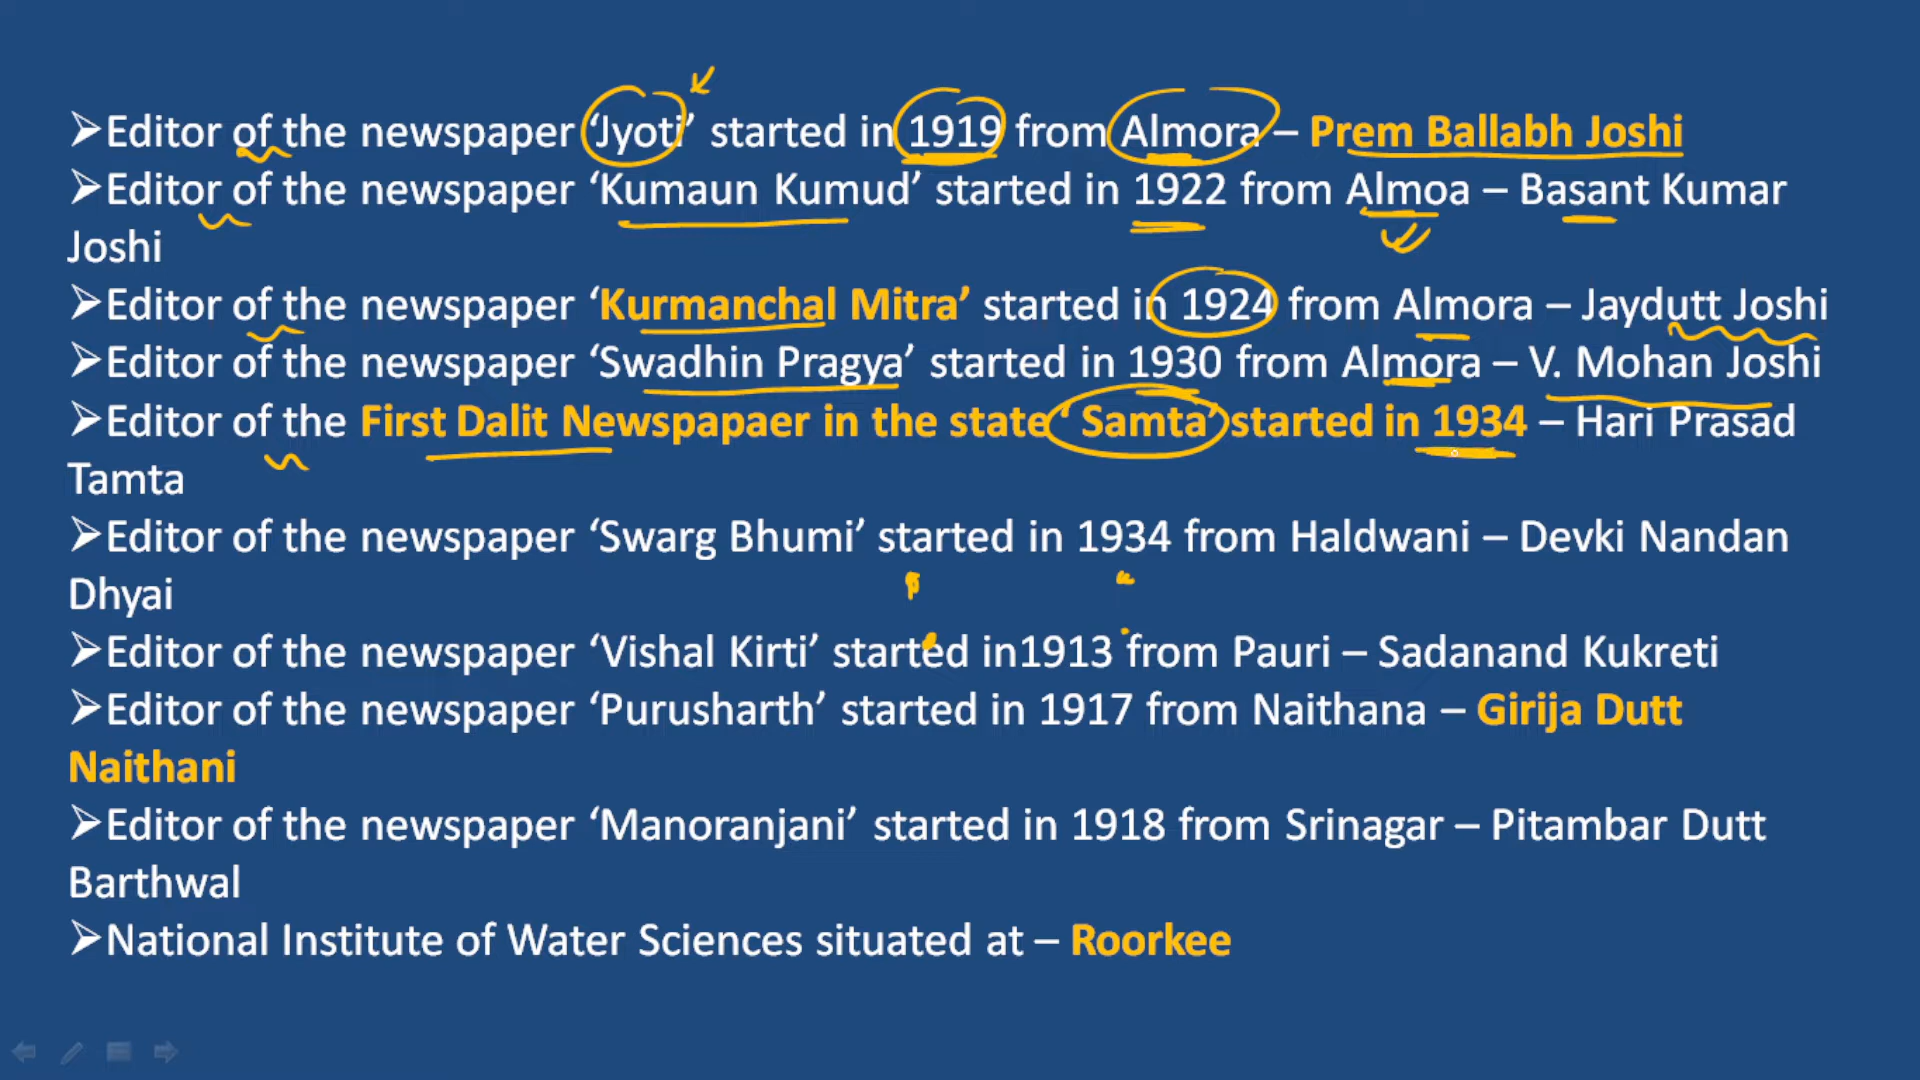 ➢Editor of the newspaper ‘Jyoti’ started in 1919 from Almora – Prem Ballabh Joshi
➢Editor of the newspaper ‘Kumaun Kumud’ started in 1922 from Almoa – Basant Kumar
Joshi
➢Editor of the newspaper ‘Kurmanchal Mitra’ started in 1924 from Almora – Jaydutt Joshi
➢Editor of the newspaper ‘Swadhin Pragya’ started in 1930 from Almora – V. Mohan Joshi
➢Editor of the First Dalit Newspapaer in the state ‘ Samta’ started in 1934 – Hari Prasad
Tamta
➢Editor of the newspaper ‘Swarg Bhumi’ started in 1934 from Haldwani – Devki Nandan
Dhyai
➢Editor of the newspaper ‘Vishal Kirti’ started in1913 from Pauri – Sadanand Kukreti
➢Editor of the newspaper ‘Purusharth’ started in 1917 from Naithana – Girija Dutt
Naithani
➢Editor of the newspaper ‘Manoranjani’ started in 1918 from Srinagar – Pitambar Dutt
Barthwal
➢National Institute of Water Sciences situated at – Roorkee